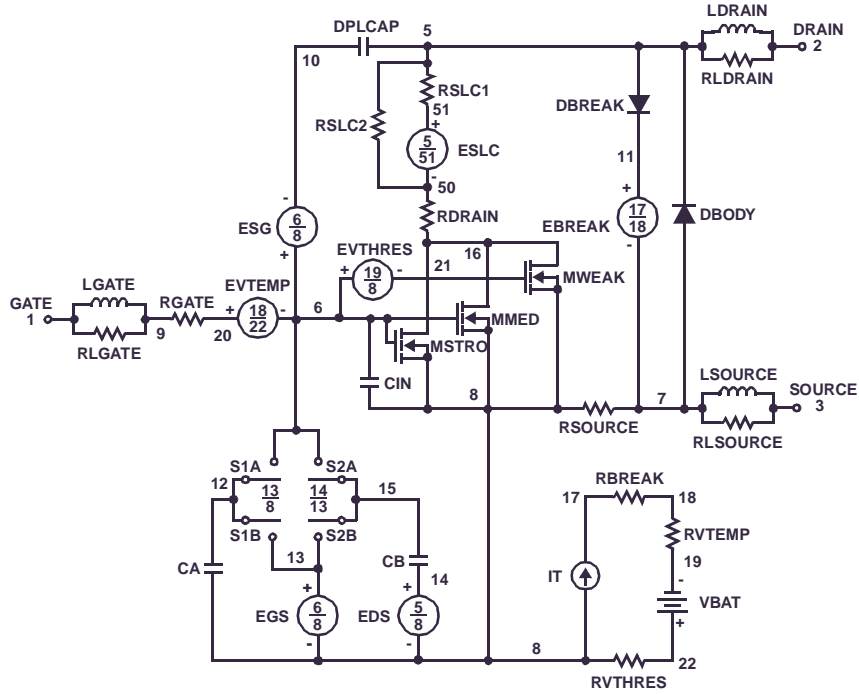 LDRAIN
DPLCAP
5
DRAIN
2
10
RLDRAIN
RSLC1
51
DBREAK
RSLC2
+
5
51
ESLC
11
-
50
-
+
17
18
6
8
ESG
RDRAIN
DBODY
EBREAK
+
EVTHRES
16
-
+
19
8
-
21
MWEAK
LGATE
EVTEMP
GATE
1
RGATE
+
18
22
-
6
MMED
9
20
MSTRO
RLGATE
LSOURCE
CIN
8
7
SOURCE
3
RSOURCE
RLSOURCE
S1A
S2A
12
13
8
14
13
15
RBREAK
17
18
S1B
S2B
RVTEMP
13
CB
19
CA
14
IT
-
+
+
VBAT
EGS
6
8
EDS
5
8
+
-
-
8
22
RVTHRES